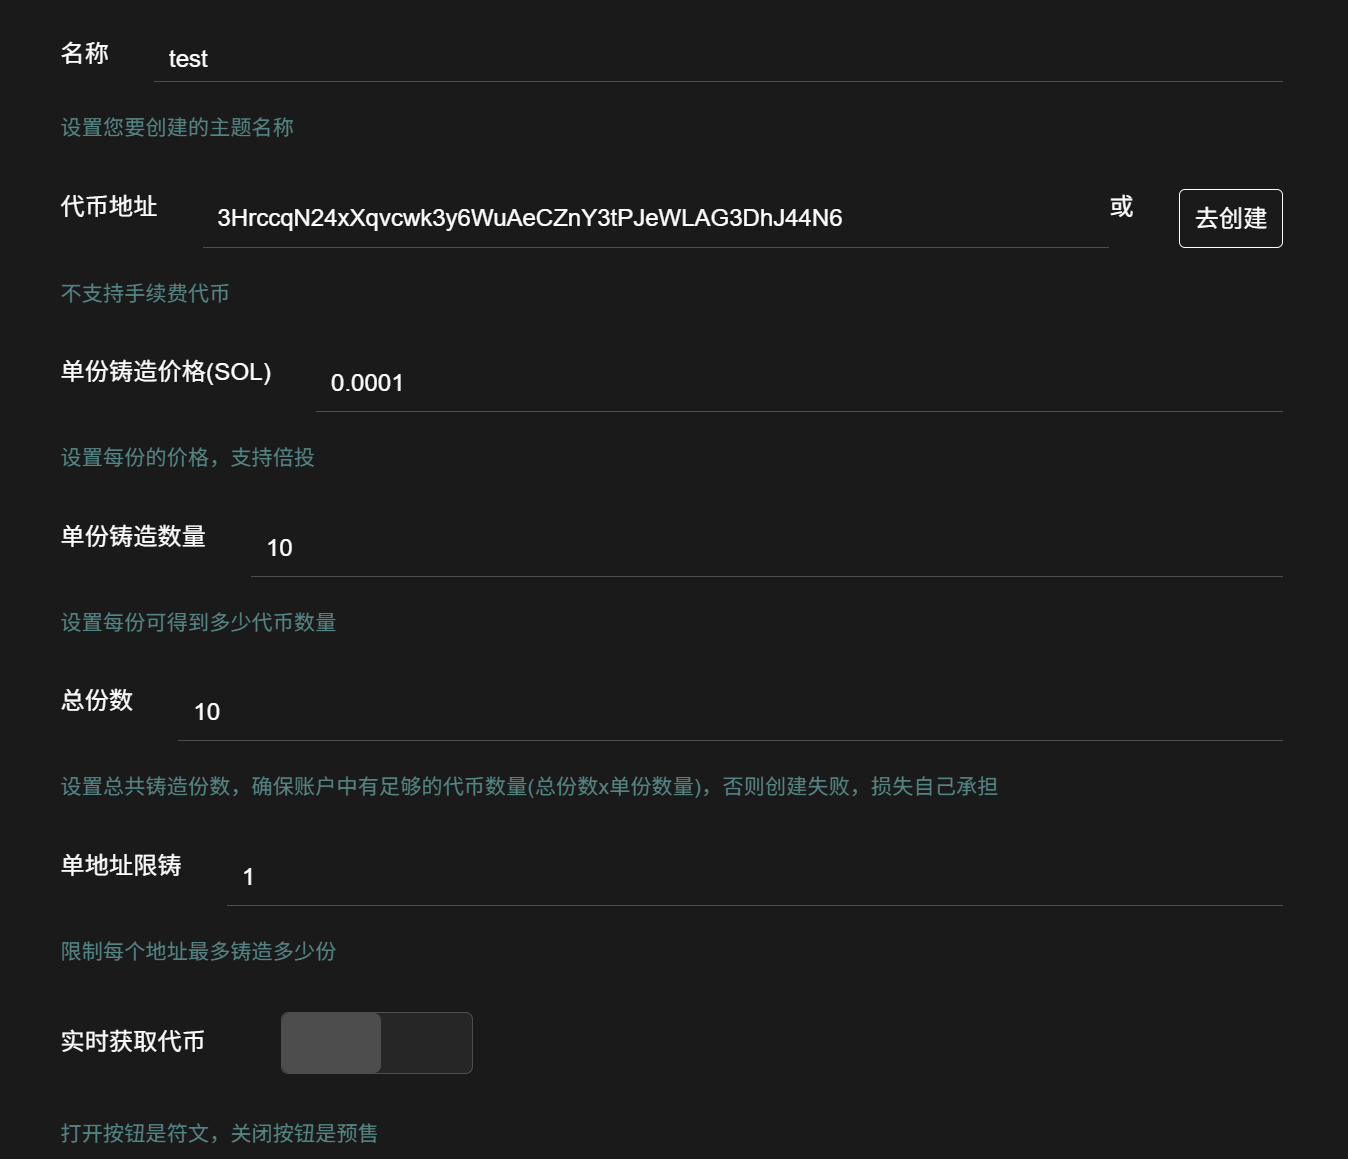 名称 test
设置您要创建的主题名称
代币地址 3HrccqN24xXqvcwk3y6WuAeCZnY3tPJeWLAG3DhJ44N6 或 去创建
不支持手续费代币
单份铸造价格(SOL) 0.0001
设置每份的价格，支持倍投
单份铸造数量 10
设置每份可得到多少代币数量
总份数 10
设置总共铸造份数，确保账户中有足够的代币数量(总份数x单份数量)，否则创建失败，损失自己承担
单地址限铸 1
限制每个地址最多铸造多少份
实时获取代币
打开按钮是符文，关闭按钮是预售